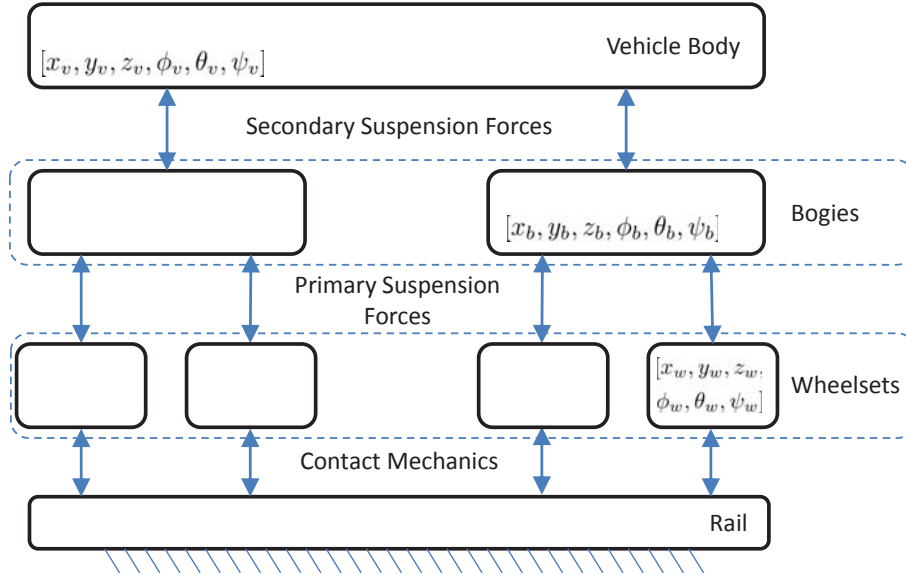 Vehicle Body
[x_v, y_v, z_v, ϕ_v, θ_v, ψ_v]
Secondary Suspension Forces
Bogies
[x_b, y_b, z_b, ϕ_b, θ_b, ψ_b]
Primary Suspension
Forces
[x_w, y_w, z_w,
ϕ_w, θ_w, ψ_w]
Wheelsets
Contact Mechanics
Rail